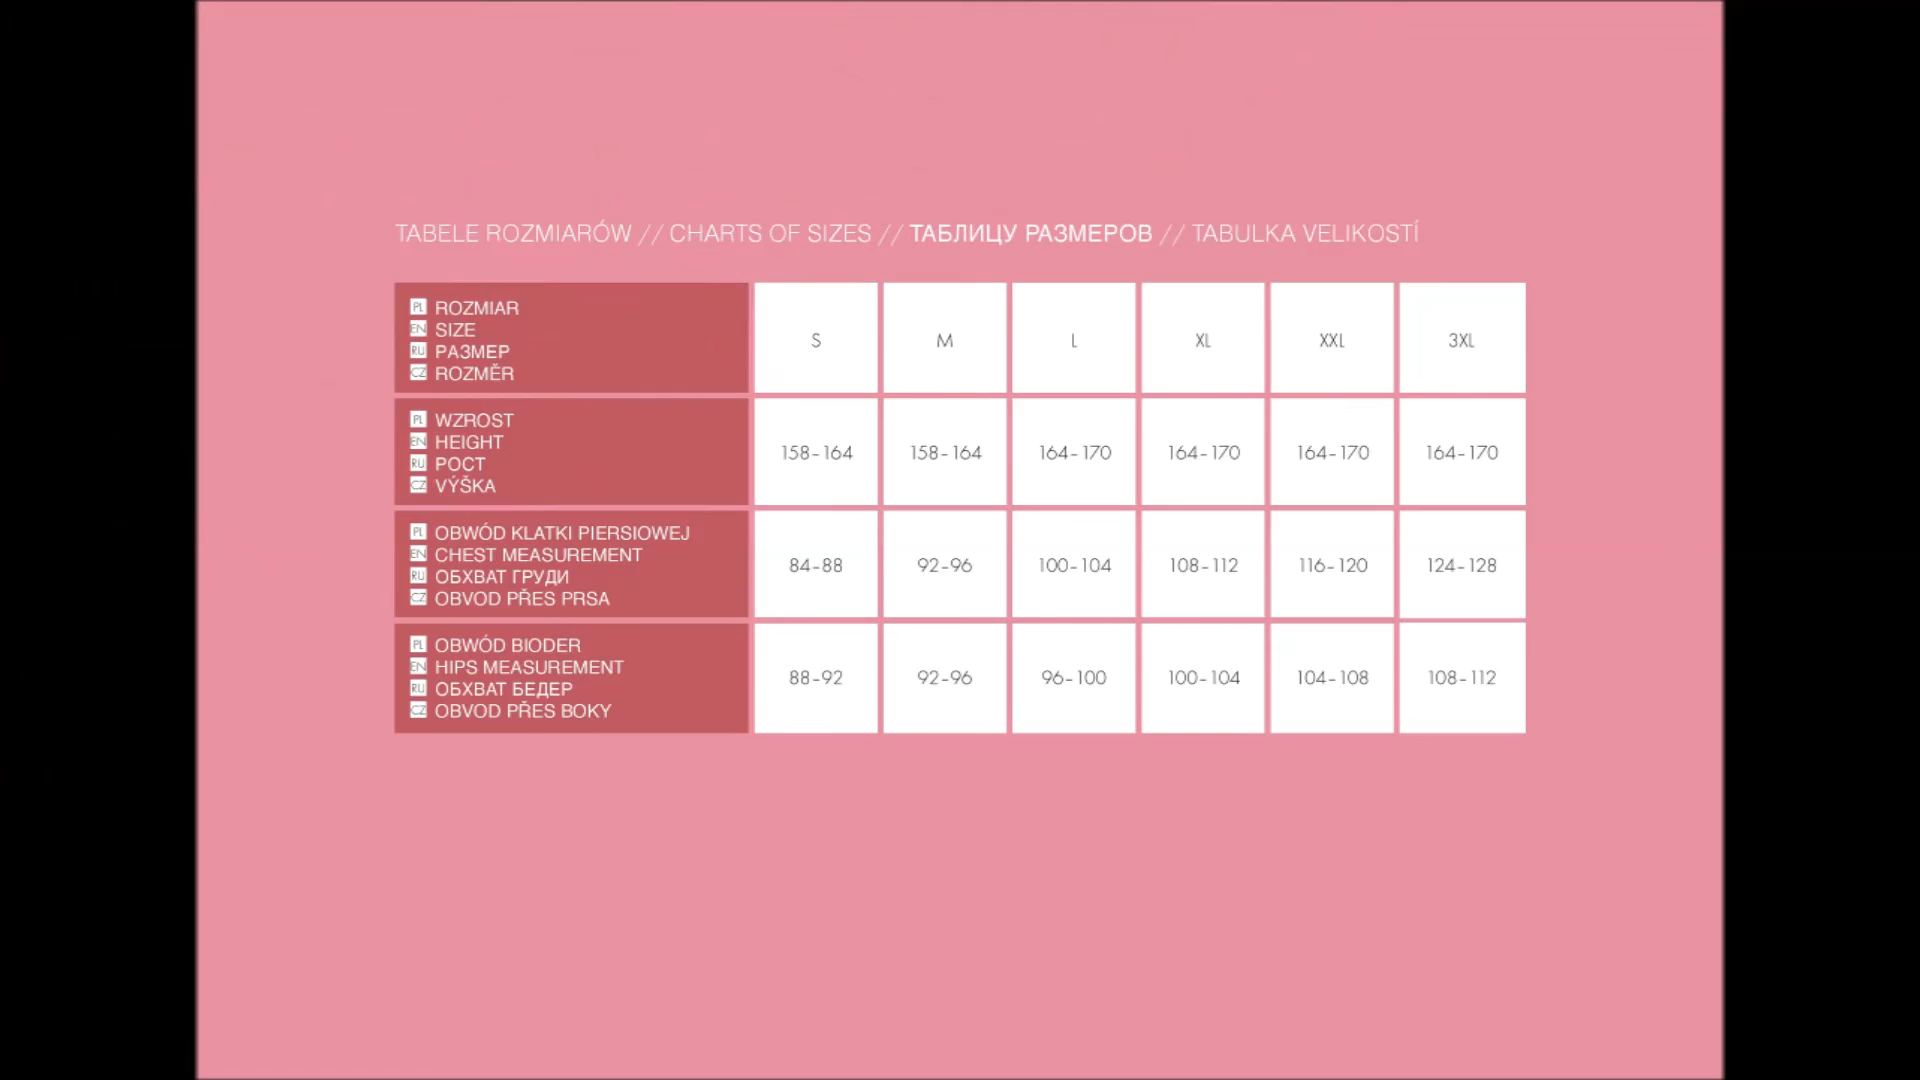 TABELE ROZMIARÓW // CHARTS OF SIZES // ТАБЛИЦУ РАЗМЕРОВ // TABULKA VELIKOSTÍ
PL ROZMIAR
EN SIZE
RU РАЗМЕР
CZ ROZMĚR
S M L XL XXL 3XL
PL WZROST
EN HEIGHT
RU РОСТ
CZ VÝŠKA
158-164 158-164 164-170 164-170 164-170 164-170
PL OBWÓD KLATKI PIERSIOWEJ
EN CHEST MEASUREMENT
RU ОБХВАТ ГРУДИ
CZ OBVOD PŘES PRSA
84-88 92-96 100-104 108-112 116-120 124-128
PL OBWÓD BIODER
EN HIPS MEASUREMENT
RU ОБХВАТ БЕДЕР
CZ OBVOD PŘES BOKY
88-92 92-96 96-100 100-104 104-108 108-112